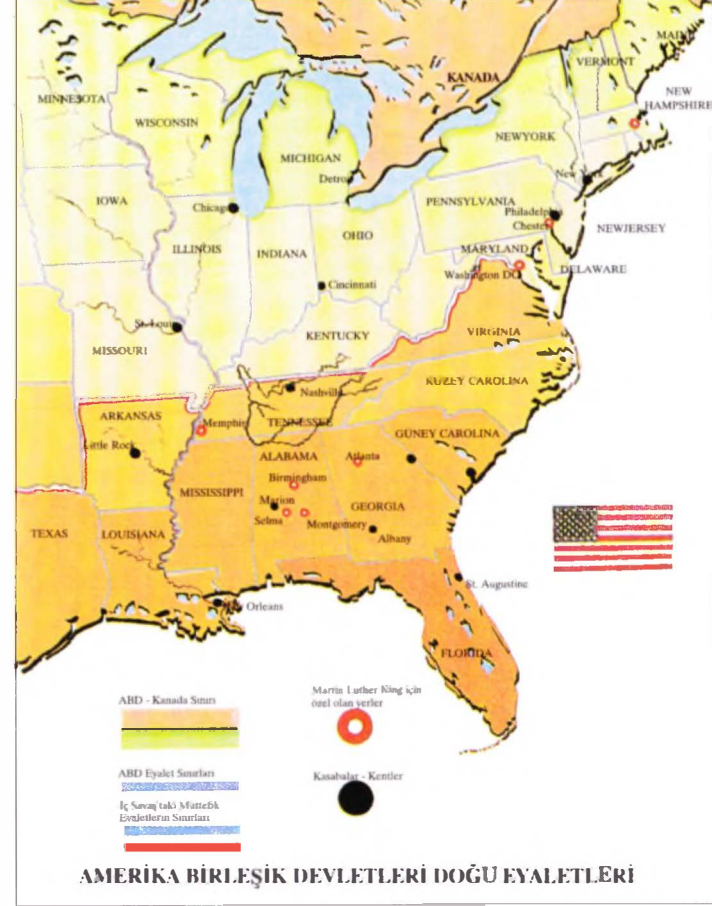 MAIN
VERMONT
KANADA
NEW
HAMPSHIRE
MINNESOTA
WISCONSIN
NEWYORK
MICHIGAN
Detroit
New York
IOWA
Chicago
PENNSYLVANIA
Philadelphia
Chester
NEWJERSEY
OHIO
ILLINOIS
INDIANA
MARYLAND
DELAWARE
Washington DC
Cincinnati
St. Louis
KENTUCKY
VIRGINIA
MISSOURI
KUZEY CAROLINA
Nashville
ARKANSAS
Memphis
TENNESSEE
GÜNEY CAROLINA
Little Rock
ALABAMA
Atlanta
Birmingham
MISSISSIPPI
Marion
GEORGIA
Selma
Montgomery
TEXAS
LOUISIANA
Albany
St. Augustine
Orleans
FLORIDA
ABD - Kanada Sınırı
Martin Luther King için
özel olan yerler
ABD Eyalet Sınırları
Kasabalar - Kentler
İç Savaş'taki Müttefik
Eyaletlerin Sınırları
AMERİKA BİRLEŞİK DEVLETLERİ DOĞU EYALETLERİ